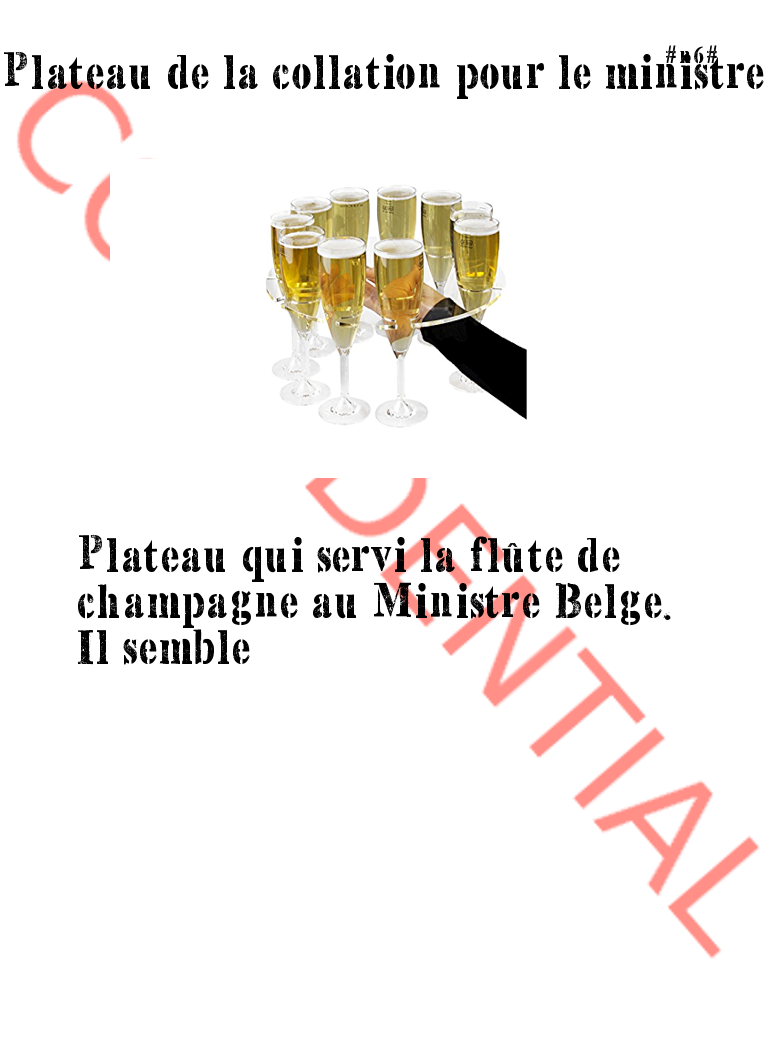 #n6#
Plateau de la collation pour le ministre
Plateau qui servi la flûte de
champagne au Ministre Belge.
Il semble